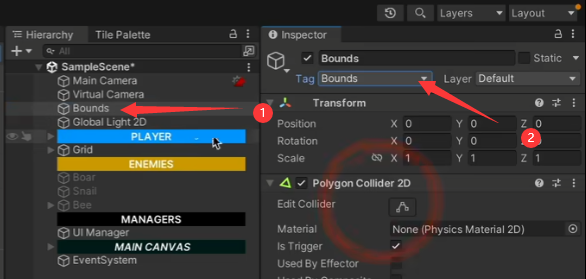 Layers Layout
Hierarchy Tile Palette Inspector
All
SampleScene*
Main Camera
Virtual Camera
Bounds
Global Light 2D
PLAYER
Grid
ENEMIES
Boar
Snail
Bee
MANAGERS
UI Manager
MAIN CANVAS
EventSystem
1
2
Bounds Static
Tag Bounds Layer Default
Transform
Position X 0 Y 0 Z 0
Rotation X 0 Y 0 Z 0
Scale X 1 Y 1 Z 1
Polygon Collider 2D
Edit Collider
Material None (Physics Material 2D)
Is Trigger
Used By Effector
Used By Composite